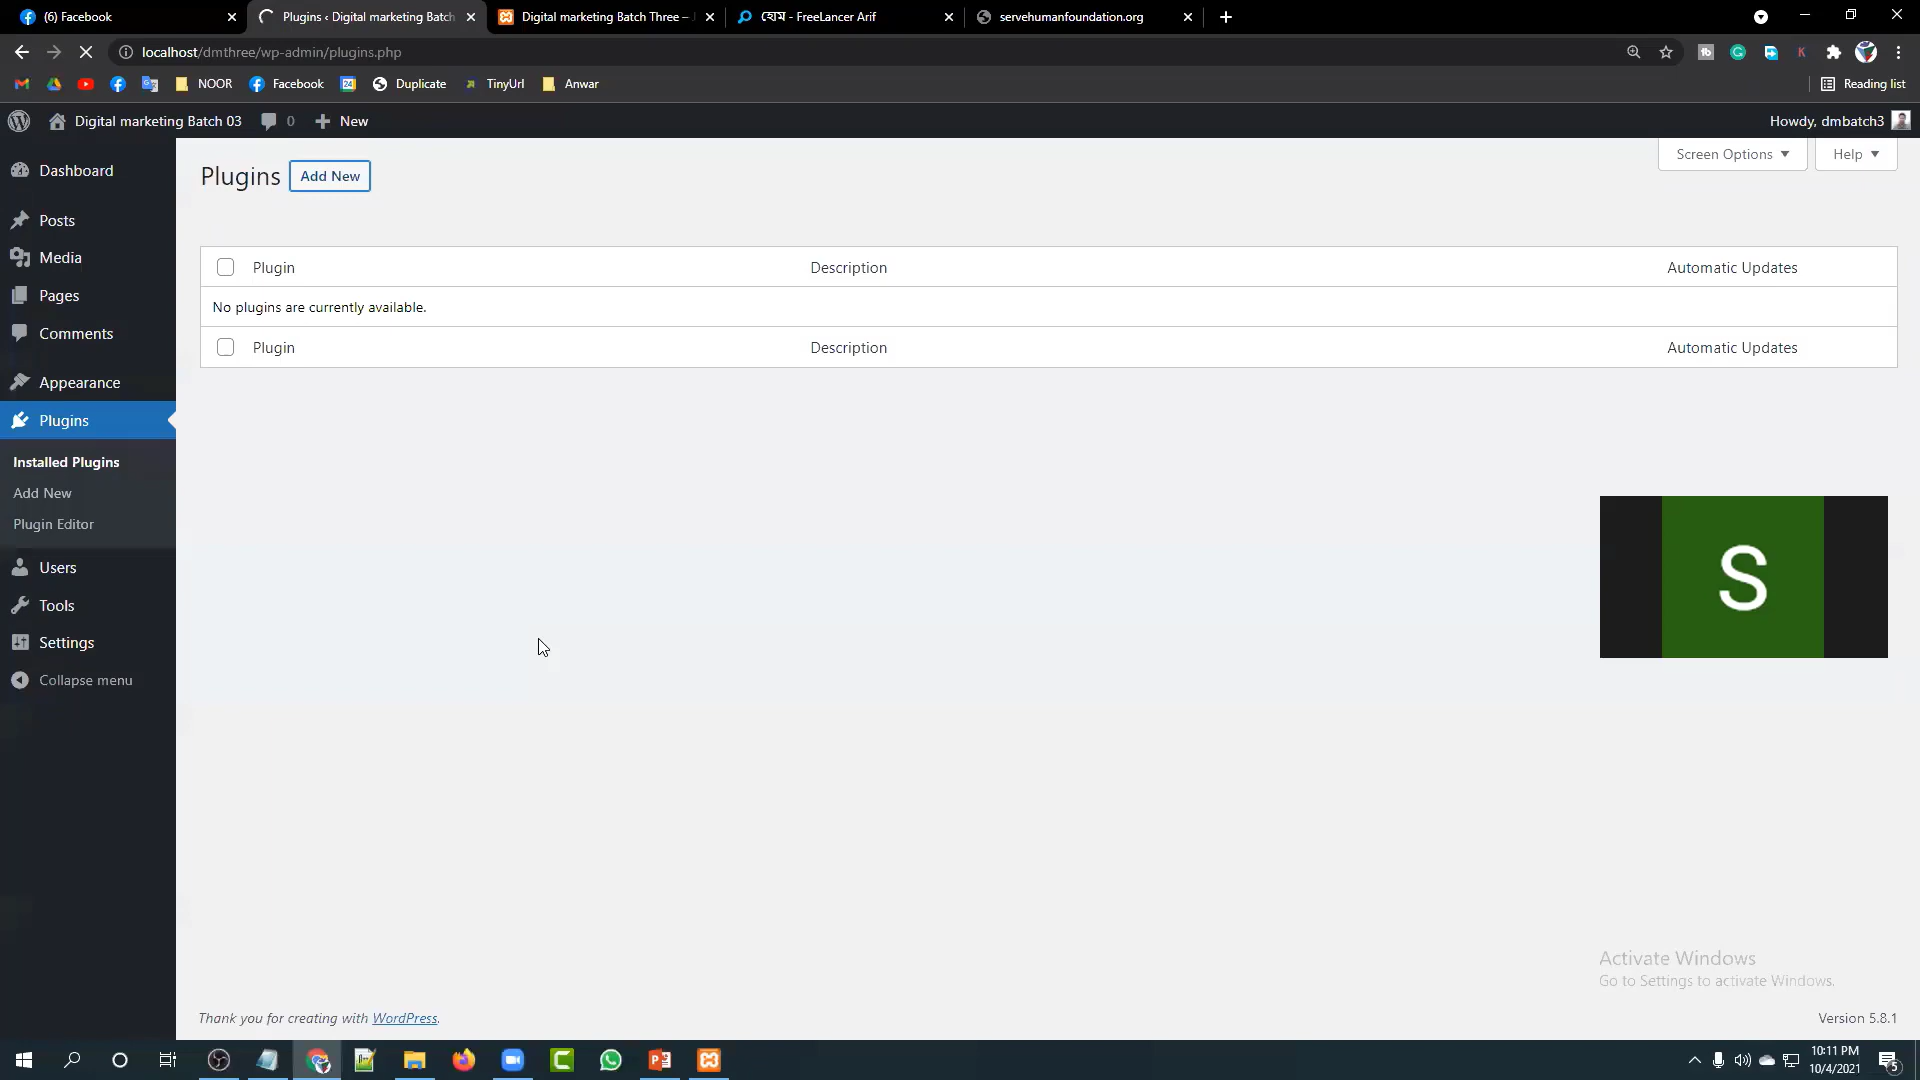 (6) Facebook
Plugins ‹ Digital marketing Batch
Digital marketing Batch Three –
হোম - FreeLancer Arif
servehumanfoundation.org
localhost/dmthree/wp-admin/plugins.php
NOOR
Facebook
24
Duplicate
TinyUrl
Anwar
Reading list
Digital marketing Batch 03
0
New
Howdy, dmbatch3
Dashboard
Posts
Media
Pages
Comments
Appearance
Plugins
Installed Plugins
Add New
Plugin Editor
Users
Tools
Settings
Collapse menu
Plugins
Add New
Screen Options
Help
Plugin
Description
Automatic Updates
No plugins are currently available.
Plugin
Description
Automatic Updates
S
Activate Windows
Go to Settings to activate Windows.
Thank you for creating with WordPress.
Version 5.8.1
10:11 PM
10/4/2021
5